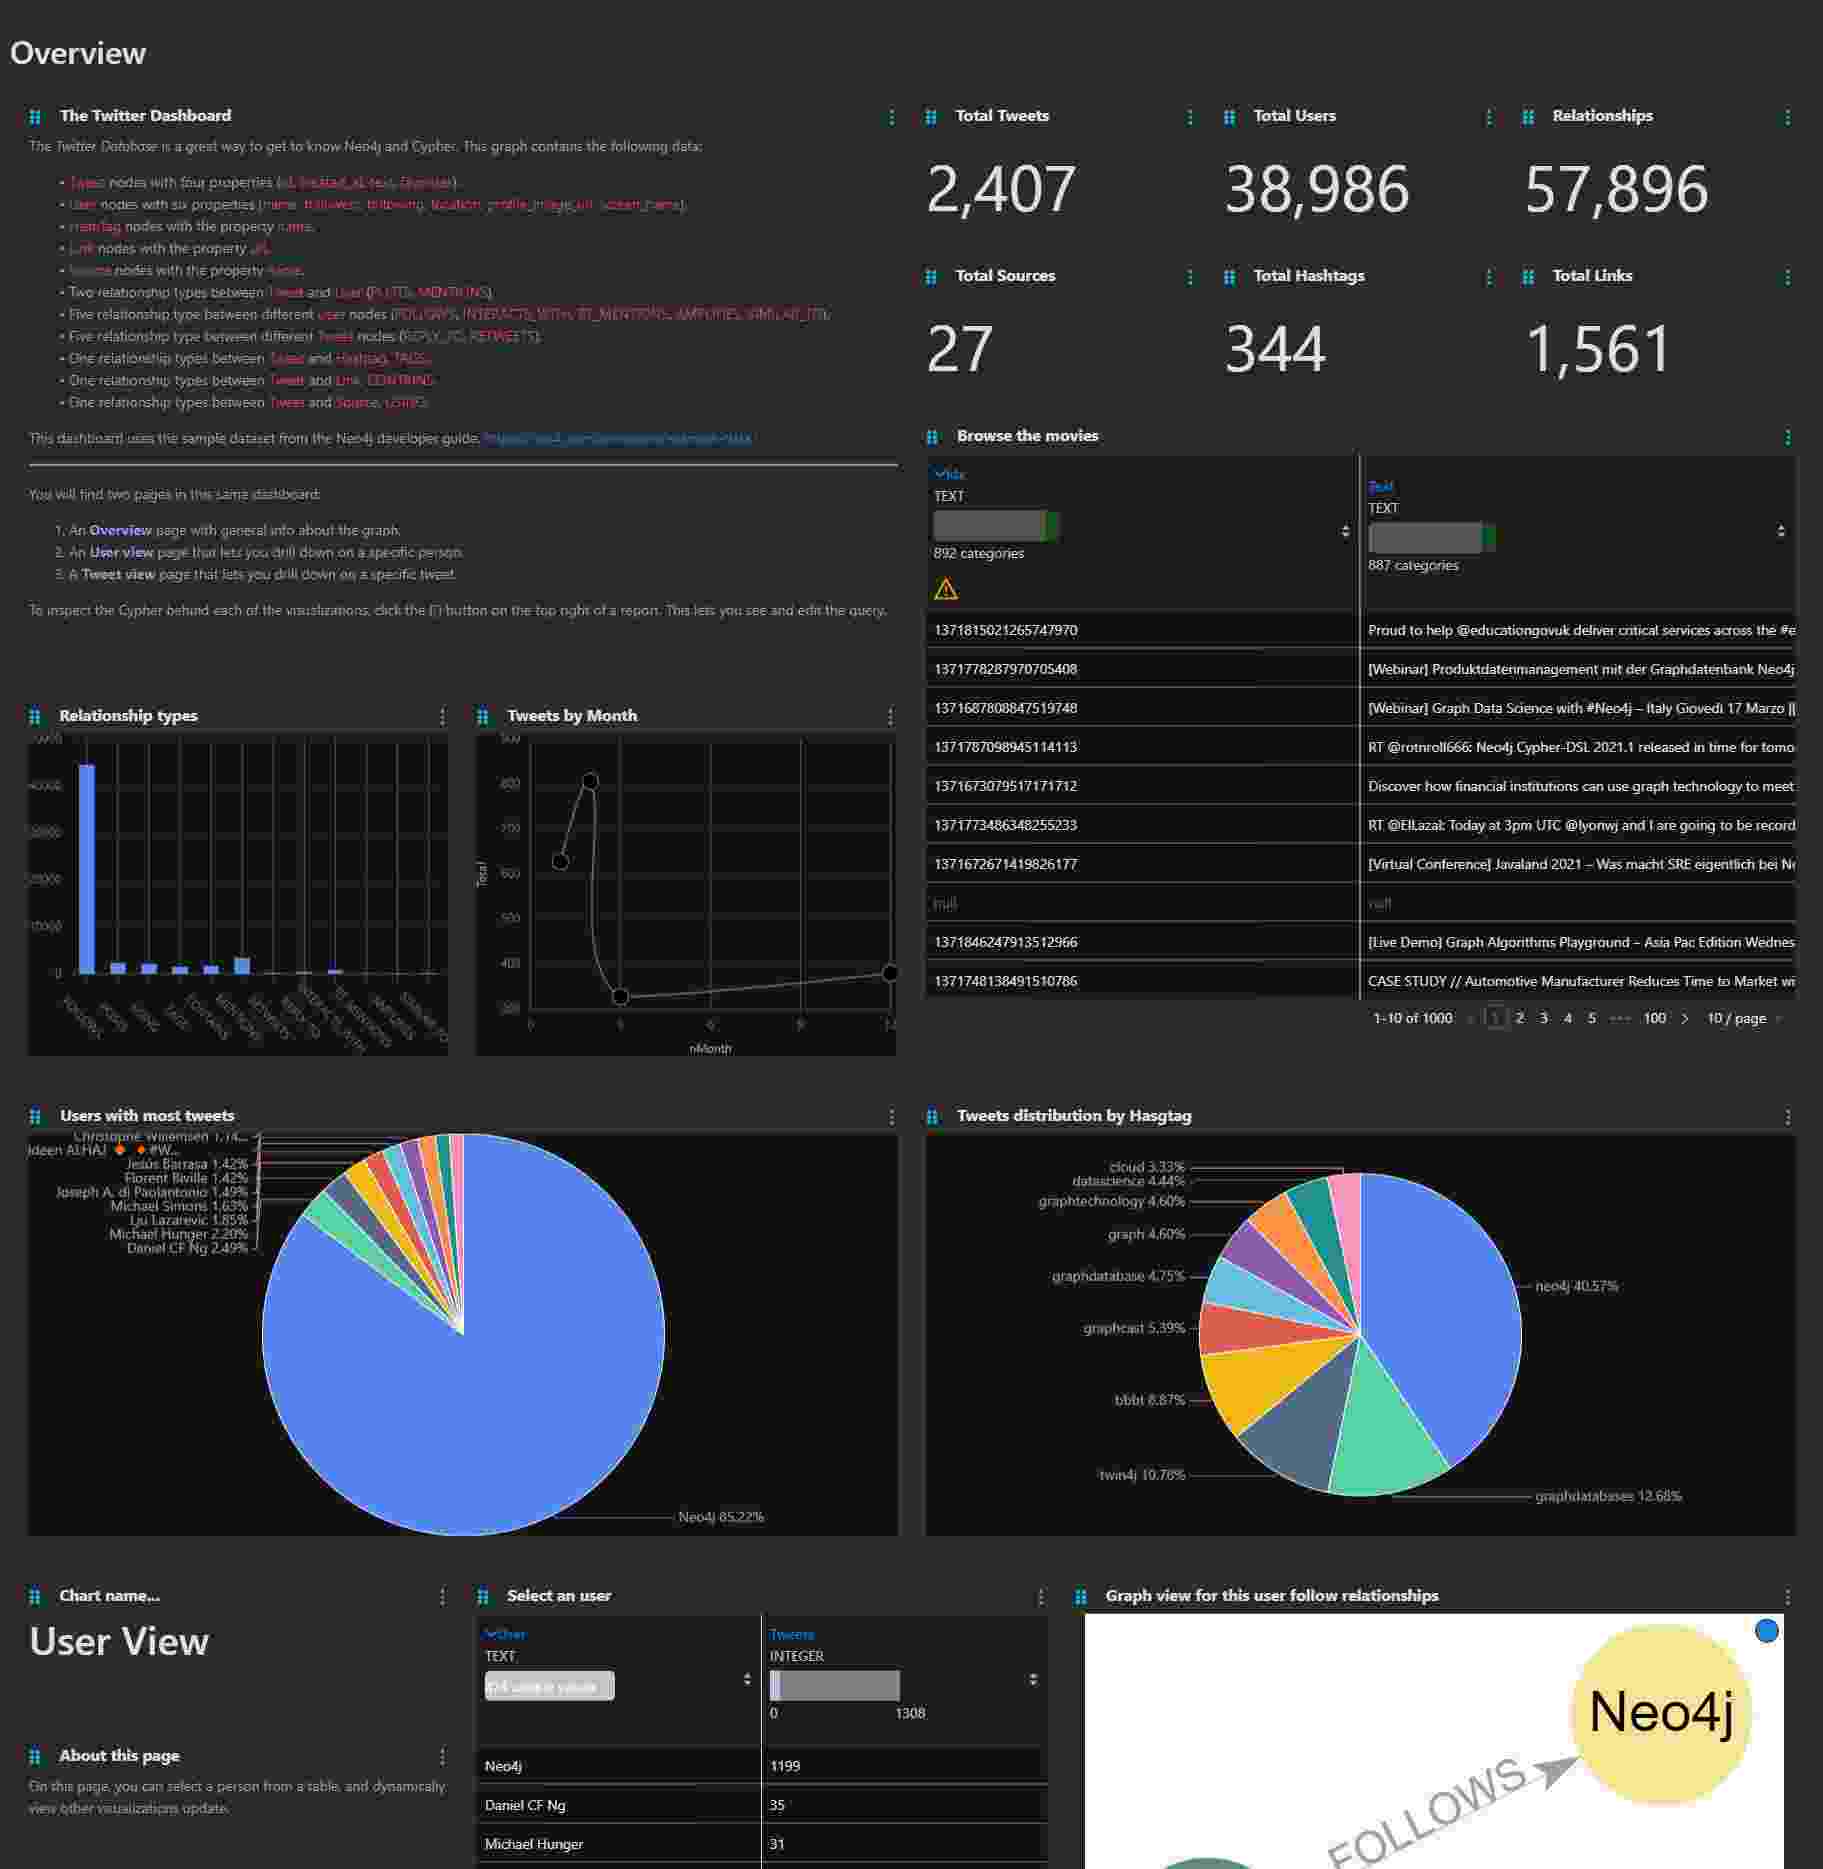 Overview
The Twitter Dashboard
The Twitter Database is a great way to get to know Neo4j and Cypher. This graph contains the following data:
• Tweet nodes with four properties (id, created_at, text, favorites).
• User nodes with six properties (name, followers, following, location, profile_image_url, screen_name).
• Hashtag nodes with the property name.
• Link nodes with the property url.
• Source nodes with the property name.
• Two relationship types between Tweet and User (POSTS, MENTIONS).
• Five relationship type between different User nodes (FOLLOWS, INTERACTS_WITH, RT_MENTIONS, AMPLIFIES, SIMILAR_TO).
• Five relationship type between different Tweet nodes (REPLY_TO, RETWEETS).
• One relationship types between Tweet and Hashtag, TAGS.
• One relationship types between Tweet and Link, CONTAINS.
• One relationship types between Tweet and Source, USING.
This dashboard uses the sample dataset from the Neo4j developer guide,
You will find two pages in this same dashboard:
1. An Overview page with general info about the graph.
2. An User view page that lets you drill down on a specific person.
3. A Tweet view page that lets you drill down on a specific tweet.
To inspect the Cypher behind each of the visualizations, click the button on the top right of a report. This lets you see and edit the query.
Total Tweets
2,407
Total Users
38,986
Relationships
57,896
Total Sources
27
Total Hashtags
344
Total Links
1,561
Browse the movies
Text
TEXT
TEXT
892 categories
887 categories
1371815021265747970 Proud to help @educationgovuk deliver critical services across the #e
1371778287970705408 [Webinar] Produktdatenmanagement mit der Graphdatenbank Neo4j
1371687808847519748 [Webinar] Graph Data Science with #Neo4j – Italy Giovedì 17 Marzo ||
1371787098945114113 RT @rotnroll666: Neo4j Cypher-DSL 2021.1 released in time for tomo
1371673079517171712 Discover how financial institutions can use graph technology to meet
1371773486348255233 RT @ElLazal: Today at 3pm UTC @lyonwj and I are going to be record
1371672671419826177 [Virtual Conference] Javaland 2021 – Was macht SRE eigentlich bei Ne
null null
1371846247913512966 [Live Demo] Graph Algorithms Playground – Asia Pac Edition Wednes
1371748138491510786 CASE STUDY // Automotive Manufacturer Reduces Time to Market wi
1-10 of 1000 < 1 2 3 4 5 ••• 100 > 10 / page
Relationship types
40000
30000
20000
10000
0
FOLLOWS
POSTS
USING
TAGS
CONTAINS
MENTIONS
RETWEETS
REPLY_TO
INTERACTS_WITH
RT_MENTIONS
AMPLIFIES
SIMILAR_TO
Tweets by Month
Total
900
800
700
600
500
400
300
nMonth
Users with most tweets
Christophe Willemsen 1.14...
Jesús Barrasa 1.42%
Florent Biville 1.42%
Joseph A. di Paolantonio 1.49%
Michael Simons 1.63%
Lju Lazarevic 1.85%
Michael Hunger 2.20%
Daniel CF Ng 2.49%
Neo4j 85.22%
Tweets distribution by Hasgtag
cloud 3.33%
datascience 4.44%
graphtechnology 4.60%
graph 4.60%
graphdatabase 4.75%
graphcast 5.39%
bbbt 8.87%
twin4j 10.78%
neo4j 40.57%
graphdatabases 12.68%
Chart name...
User View
About this page
On this page, you can select a person from a table, and dynamically
view other visualizations update.
Select an user
User Tweets
TEXT INTEGER
0 1308
Neo4j 1199
Daniel CF Ng 35
Michael Hunger 31
Graph view for this user follow relationships
Neo4j
FOLLOWS